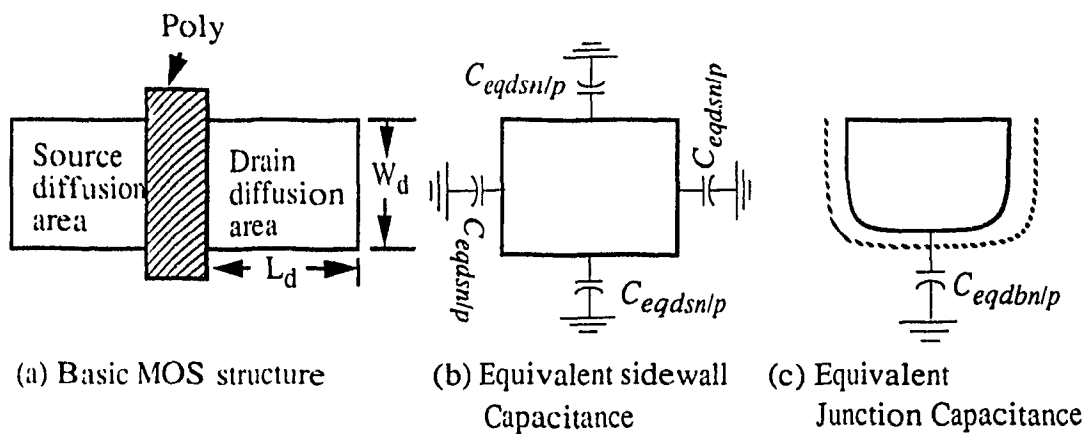 Poly
Source
diffusion
area
Drain
diffusion
area
W_d
L_d
(a) Basic MOS structure
C_eqdsn/p
C_eqdsn/p
C_eqdsn/p
C_eqdsn/p
(b) Equivalent sidewall
Capacitance
C_eqdbn/p
(c) Equivalent
Junction Capacitance